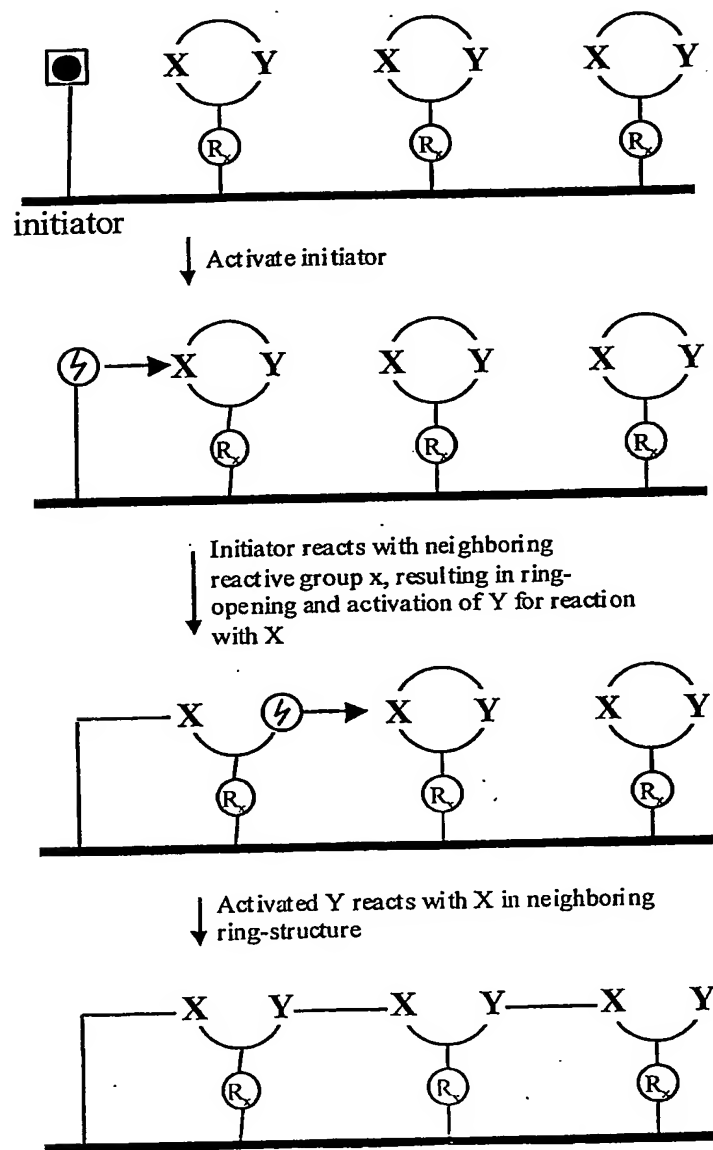 X Y X Y X Y
Rx Rx Rx
initiator
Activate initiator
X Y X Y X Y
Rx Rx Rx
Initiator reacts with neighboring
reactive group x, resulting in ring-
opening and activation of Y for reaction
with X
X X Y X Y
Rx Rx Rx
Activated Y reacts with X in neighboring
ring-structure
X Y X Y X Y
Rx Rx Rx